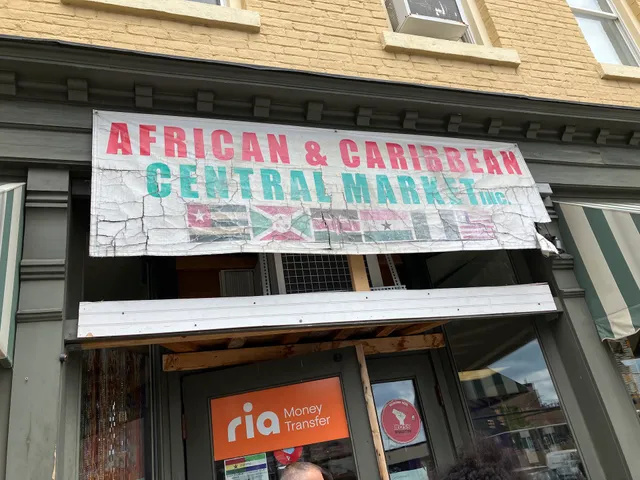 AFRICAN & CARIBBEAN
CENTRAL MARKET INC.
ria Money
Transfer